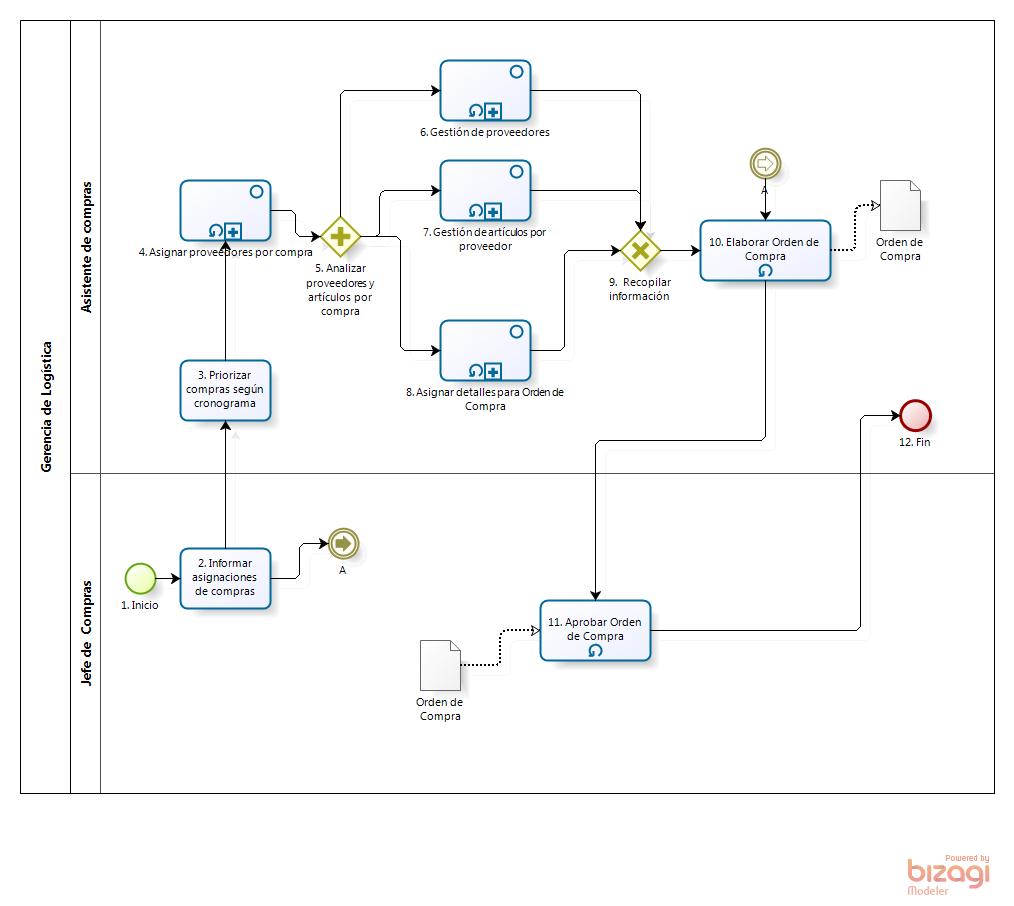 Gerencia de Logística
Asistente de compras
6. Gestión de proveedores
7. Gestión de artículos por
proveedor
4. Asignar proveedores por compra
5. Analizar
proveedores y
artículos por
compra
8. Asignar detalles para Orden de
Compra
9. Recopilar
información
A
10. Elaborar Orden de
Compra
Orden de
Compra
3. Priorizar
compras según
cronograma
12. Fin
Jefe de Compras
1. Inicio
2. Informar
asignaciones
de compras
A
11. Aprobar Orden
de Compra
Orden de
Compra
Powered by
bizagi
Modeler